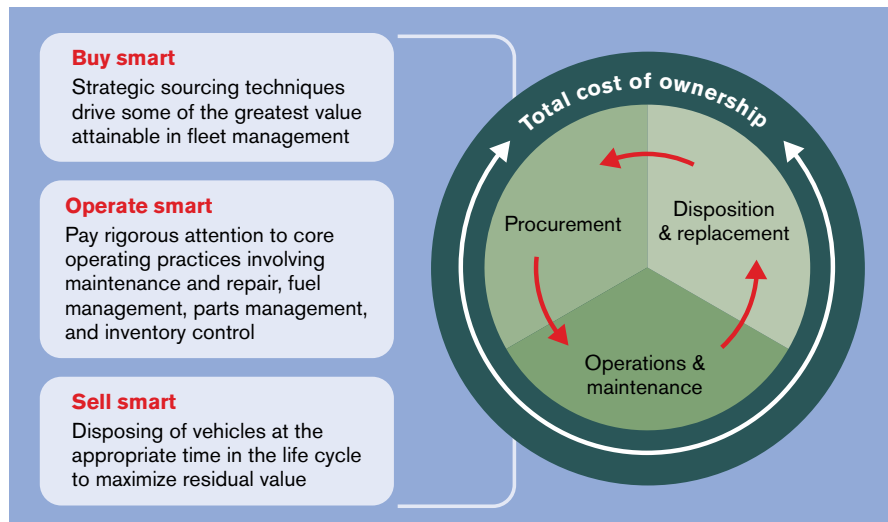 Buy smart
Strategic sourcing techniques
drive some of the greatest value
attainable in fleet management
Operate smart
Pay rigorous attention to core
operating practices involving
maintenance and repair, fuel
management, parts management,
and inventory control
Sell smart
Disposing of vehicles at the
appropriate time in the life cycle
to maximize residual value
Total cost of ownership
Procurement
Disposition
& replacement
Operations &
maintenance